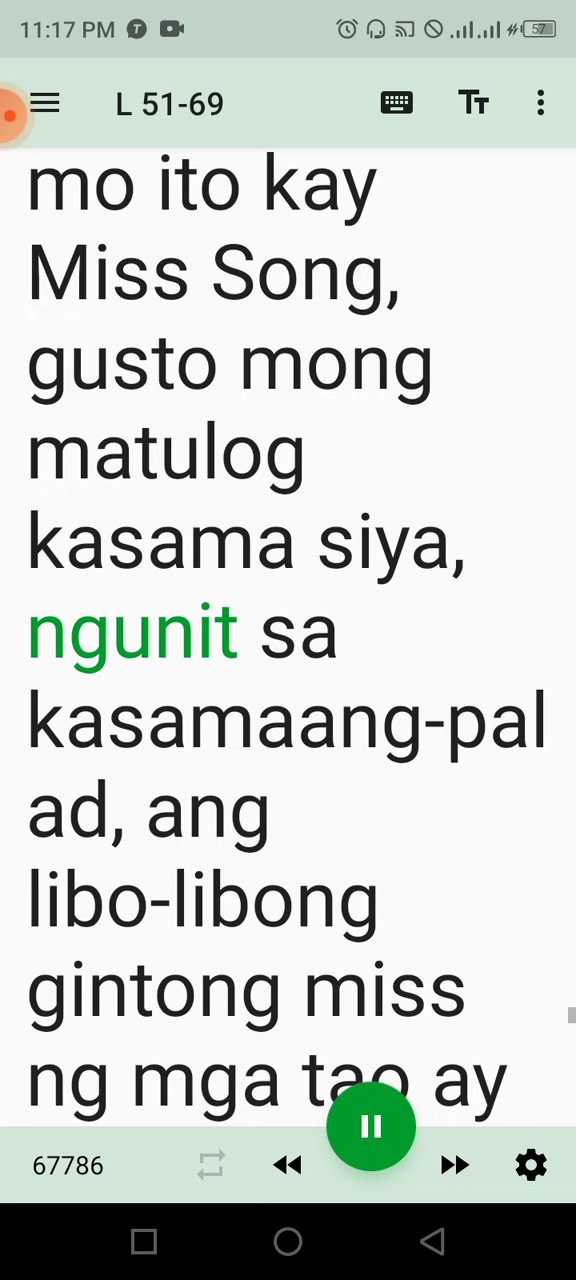 11:17 PM
57
L 51-69
mo ito kay
Miss Song,
gusto mong
matulog
kasama siya,
ngunit sa
kasamaang-pal
ad, ang
libo-libong
gintong miss
ng mga tao ay
67786